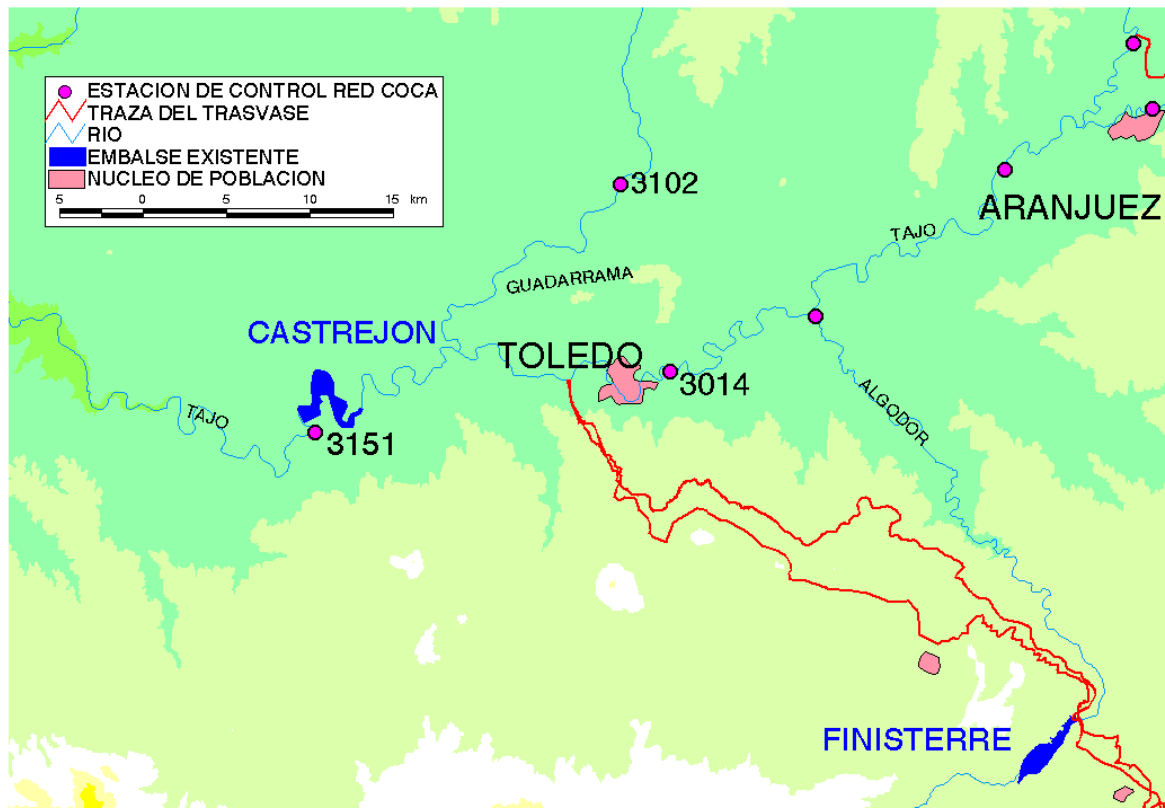 ESTACION DE CONTROL RED COCA
TRAZA DEL TRASVASE
RIO
EMBALSE EXISTENTE
NUCLEO DE POBLACION
5 0 5 10 15 km
3102
ARANJUEZ
TAJO
GUADARRAMA
CASTREJON
TOLEDO
3014
ALGODOR
TAJO
3151
FINISTERRE